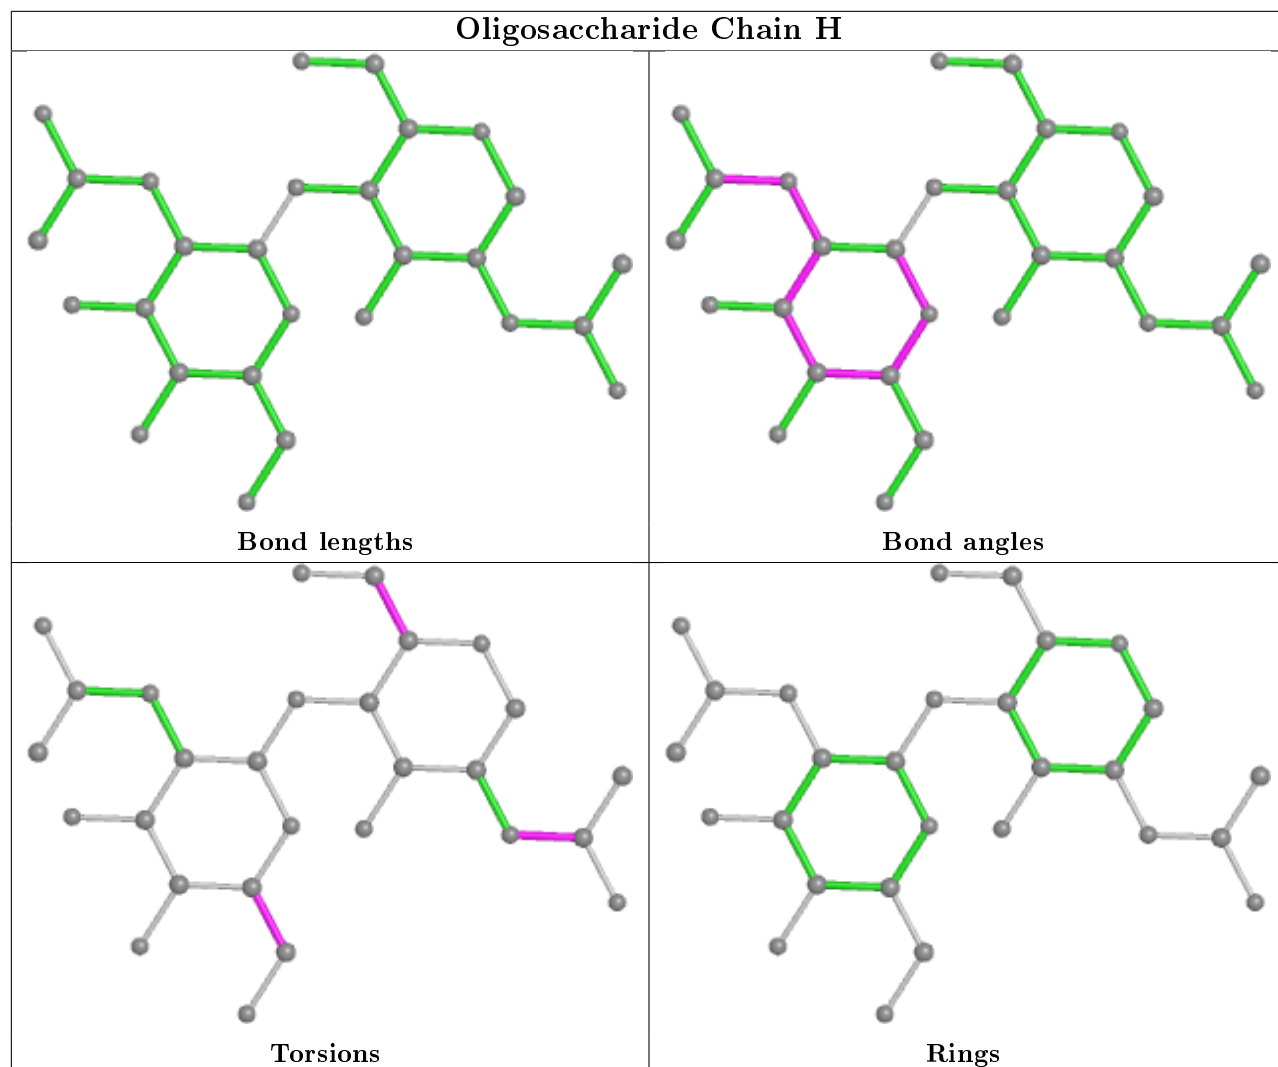 Oligosaccharide Chain H
Bond lengths
Bond angles
Torsions
Rings